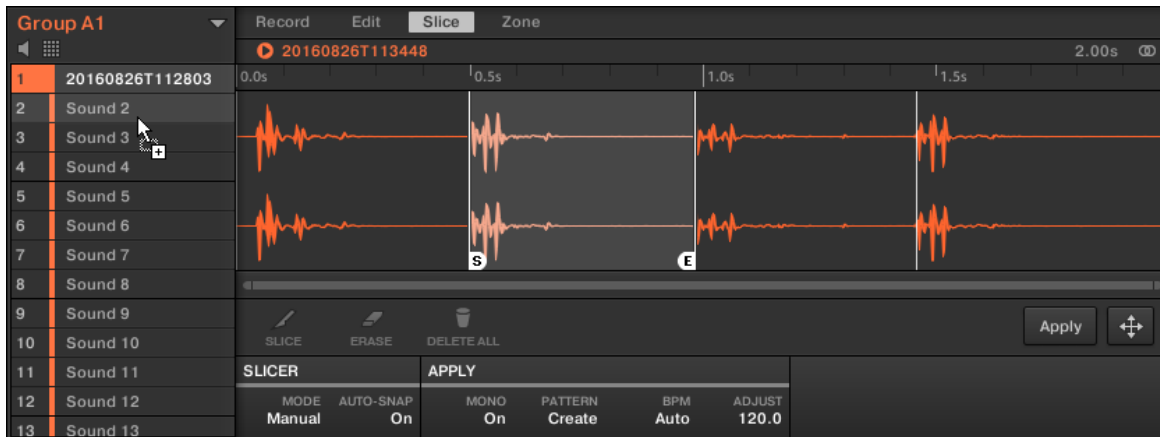 Group A1
Record Edit Slice Zone
20160826T113448 2.00s
1 20160826T112803
0.0s 0.5s 1.0s 1.5s
2 Sound 2
3 Sound 3
4 Sound 4
5 Sound 5
6 Sound 6
7 Sound 7
S E
8 Sound 8
9 Sound 9
10 Sound 10
SLICE ERASE DELETE ALL Apply
11 Sound 11
SLICER APPLY
12 Sound 12
MODE AUTO-SNAP MONO PATTERN BPM ADJUST
Manual On On Create Auto 120.0
13 Sound 13